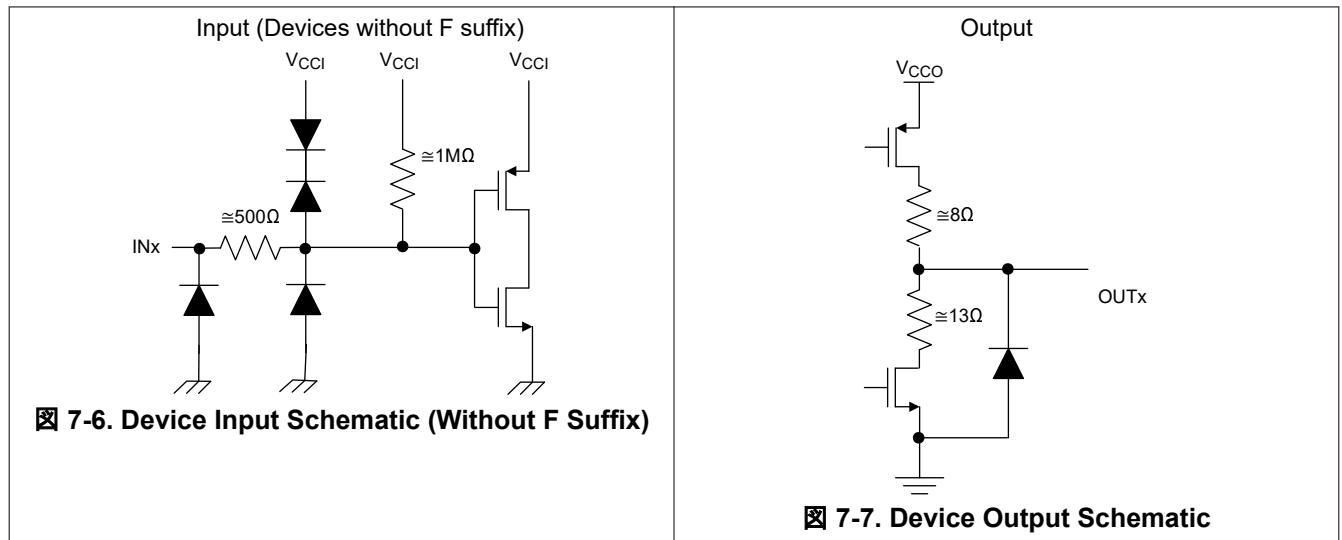 Input (Devices without F suffix)
VCCI VCCI VCCI
≅1MΩ
≅500Ω
INx
図 7-6. Device Input Schematic (Without F Suffix)
Output
VCCO
≅8Ω
OUTx
≅13Ω
図 7-7. Device Output Schematic